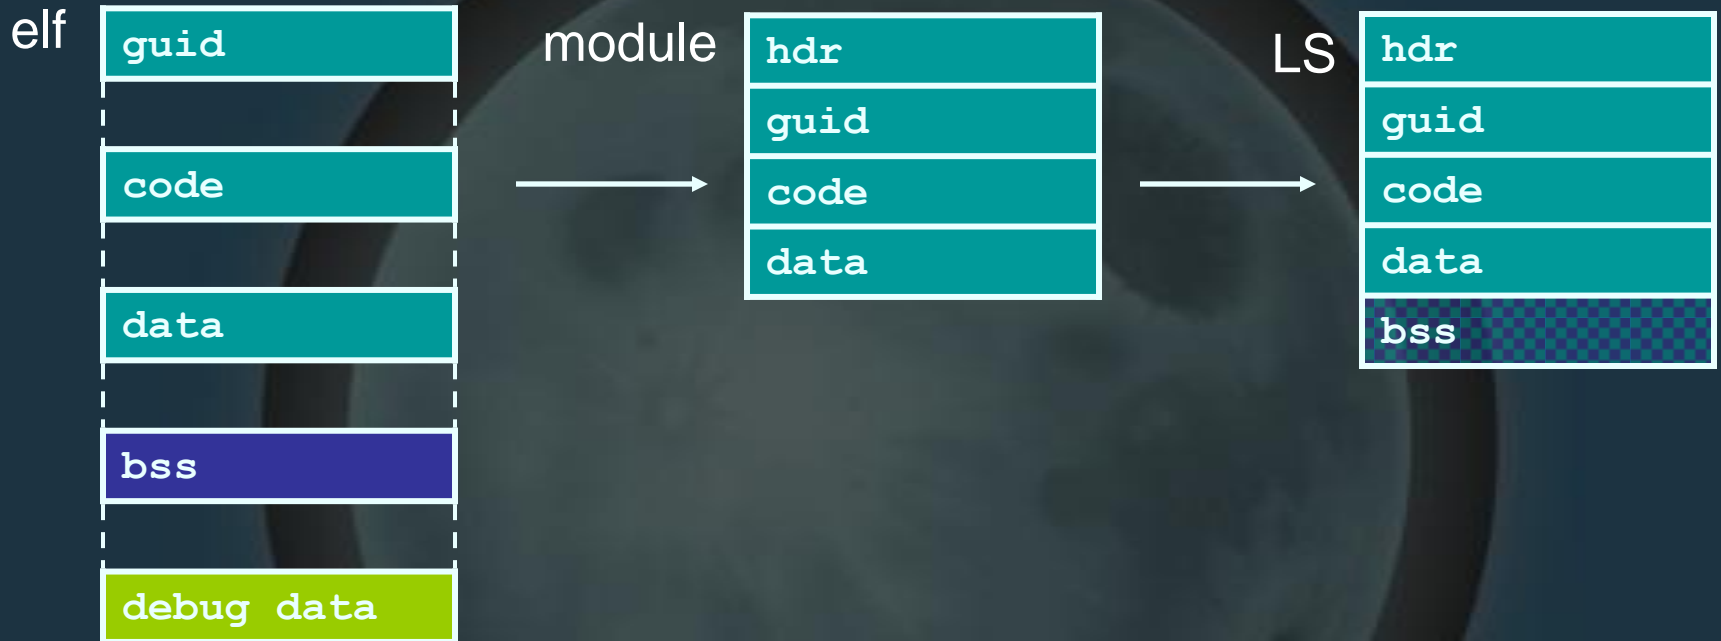 elf
guid
code
data
bss
debug data
module
hdr
guid
code
data
LS
hdr
guid
code
data
bss